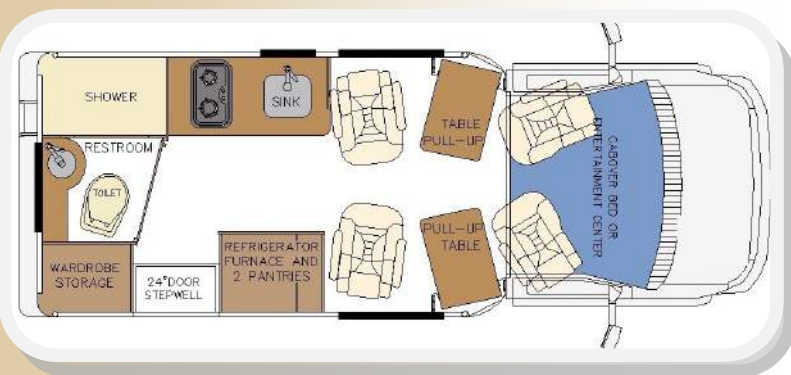 SHOWER
SINK
TABLE
PULL-UP
CABOVER BED OR
ENTERTAINMENT CENTER
RESTROOM
TOILET
PULL-UP
TABLE
WARDROBE
STORAGE
24"DOOR
STEPWELL
REFRIGERATOR
FURNACE AND
2 PANTRIES